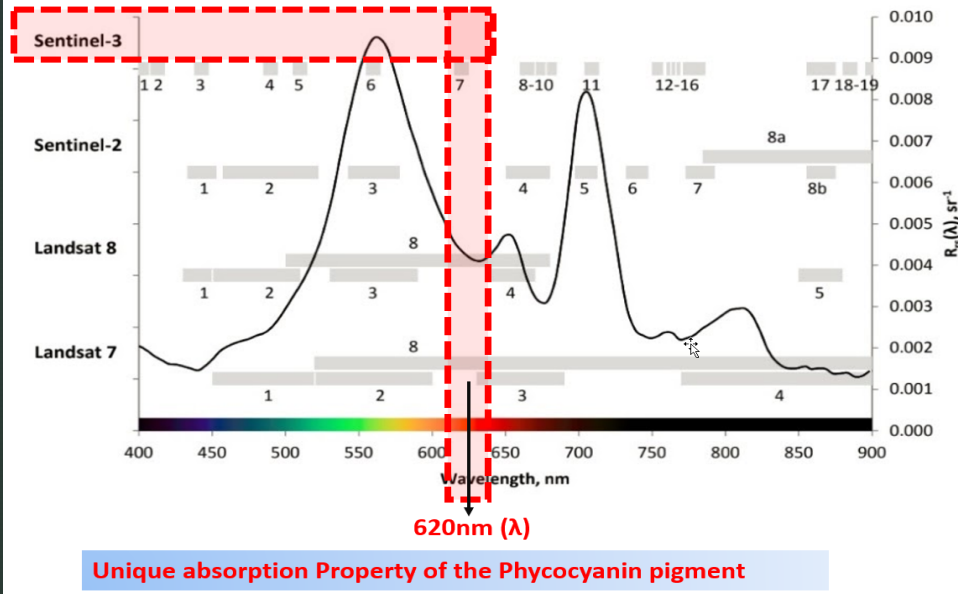 Sentinel-3
0.010
0.009
1 2 3 4 5 6 7 8-10 11 12-16 17 18-19
0.008
Sentinel-2
8a
0.007
0.006
1 2 3 4 5 6 7 8b
0.005
Landsat 8
8
0.004
1 2 3 4 5
0.003
Landsat 7
8
0.002
1 2 3 4
0.001
0.000
400 450 500 550 600 650 700 750 800 850 900
Wavelength, nm
Rrs(λ), sr-1
620nm (λ)
Unique absorption Property of the Phycocyanin pigment